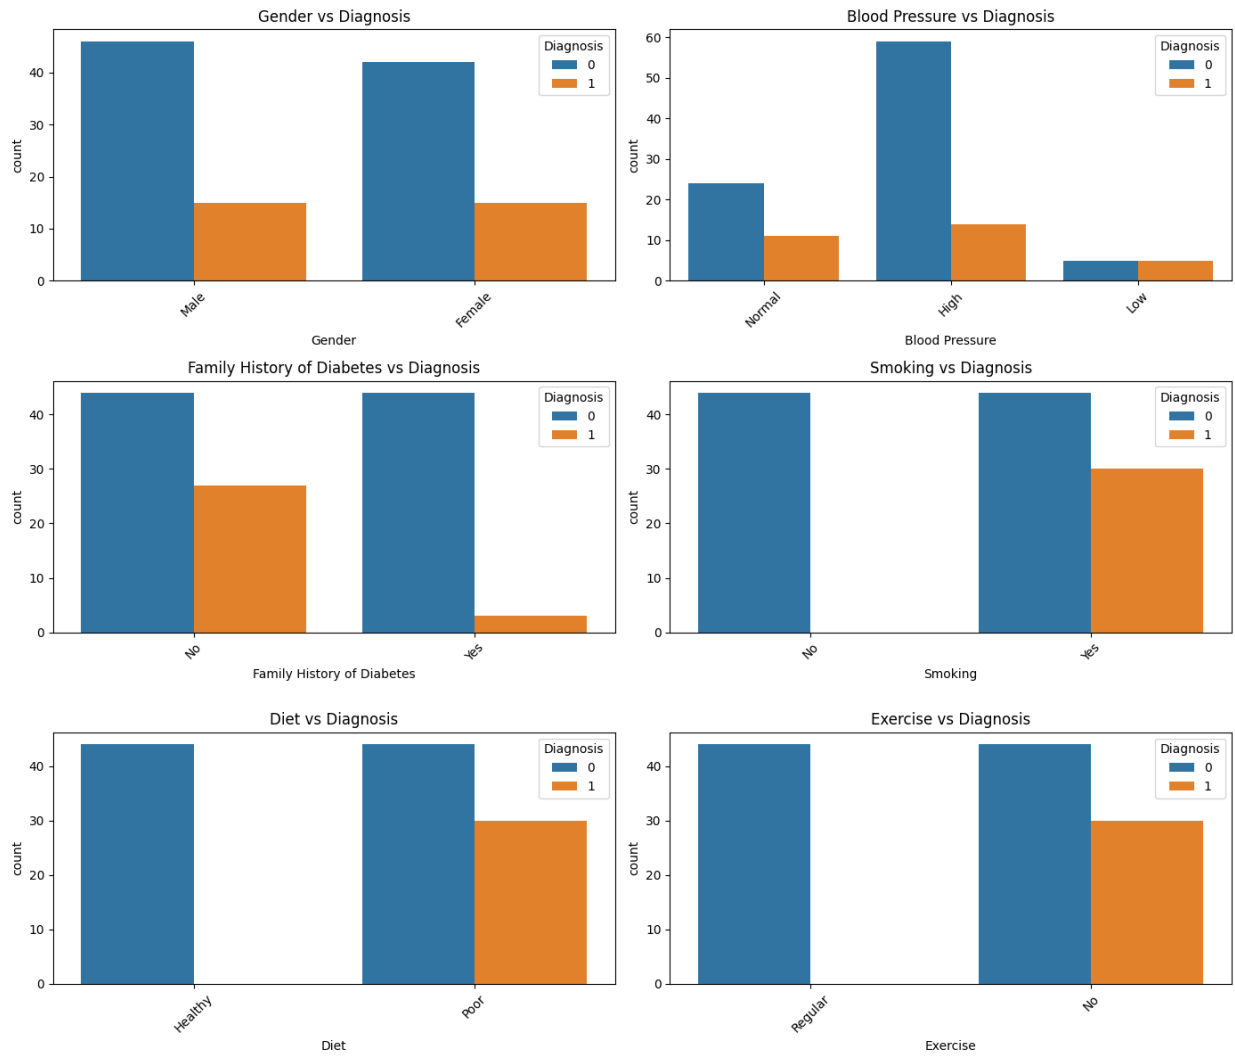 Gender vs Diagnosis
Diagnosis
0
1
count
40
30
20
10
0
Male
Female
Gender
Blood Pressure vs Diagnosis
Diagnosis
0
1
count
60
50
40
30
20
10
0
Normal
High
Low
Blood Pressure
Family History of Diabetes vs Diagnosis
Diagnosis
0
1
count
40
30
20
10
0
No
Yes
Family History of Diabetes
Smoking vs Diagnosis
Diagnosis
0
1
count
40
30
20
10
0
No
Yes
Smoking
Diet vs Diagnosis
Diagnosis
0
1
count
40
30
20
10
0
Healthy
Poor
Diet
Exercise vs Diagnosis
Diagnosis
0
1
count
40
30
20
10
0
Regular
No
Exercise